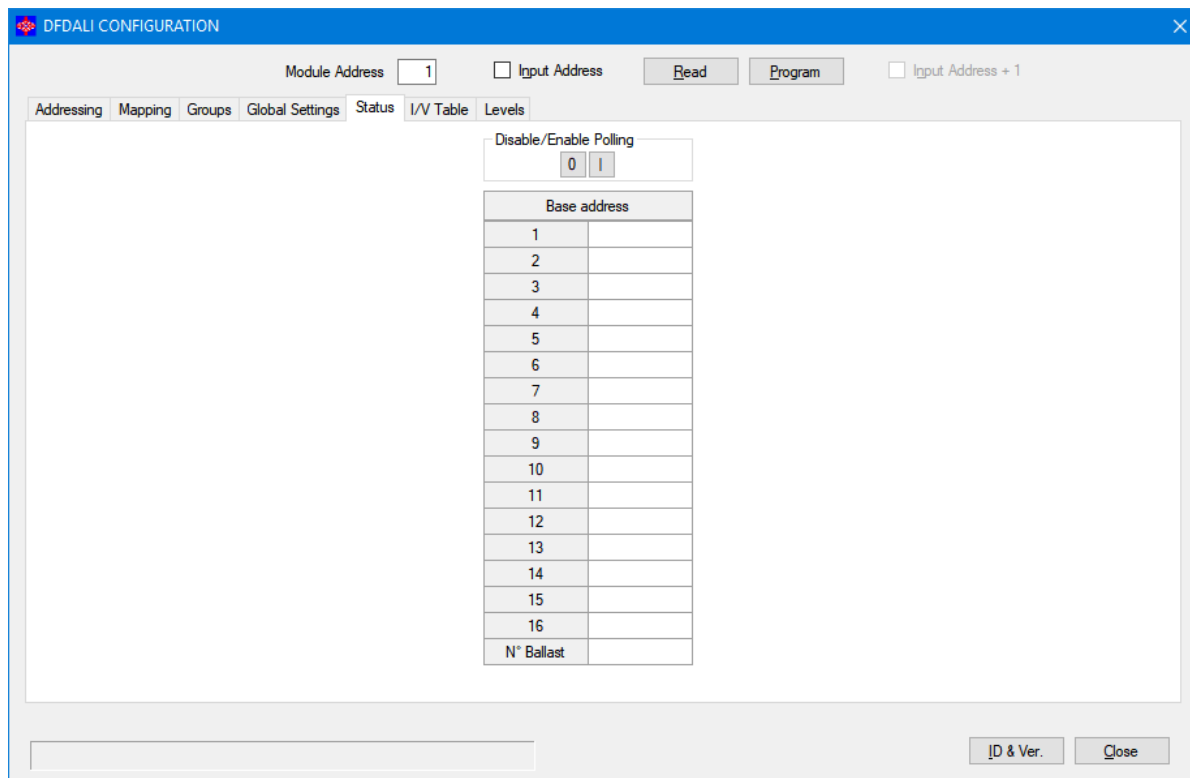 DFDALI CONFIGURATION
Module Address 1 Input Address Read Program Input Address + 1
Addressing Mapping Groups Global Settings Status I/V Table Levels
Disable/Enable Polling
0 I
Base address
1
2
3
4
5
6
7
8
9
10
11
12
13
14
15
16
N° Ballast
ID & Ver. Close